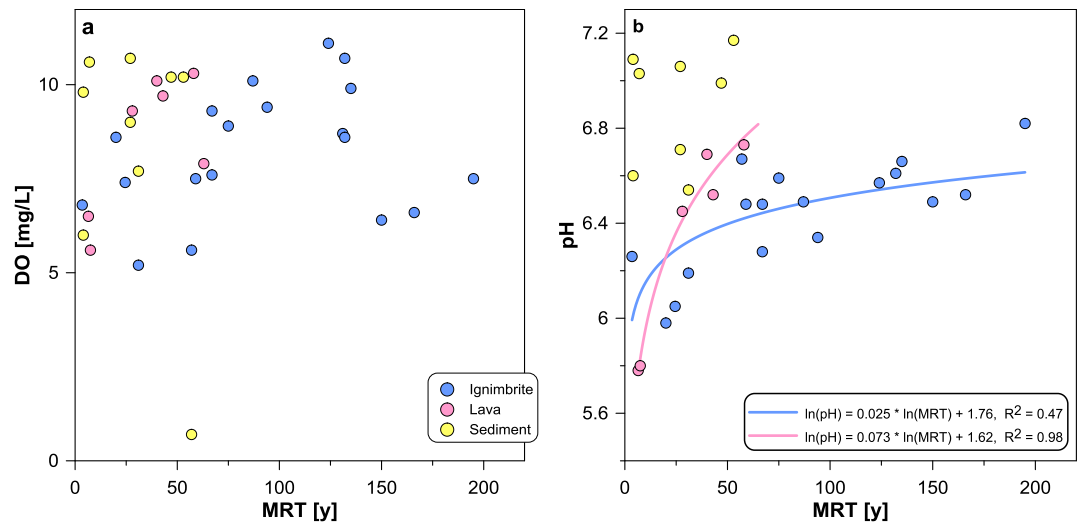 a
10
5
0
DO [mg/L]
0 50 100 150 200
MRT [y]
Ignimbrite
Lava
Sediment
b
7.2
6.8
6.4
6
5.6
pH
0 50 100 150 200
MRT [y]
ln(pH) = 0.025 * ln(MRT) + 1.76, R2 = 0.47
ln(pH) = 0.073 * ln(MRT) + 1.62, R2 = 0.98